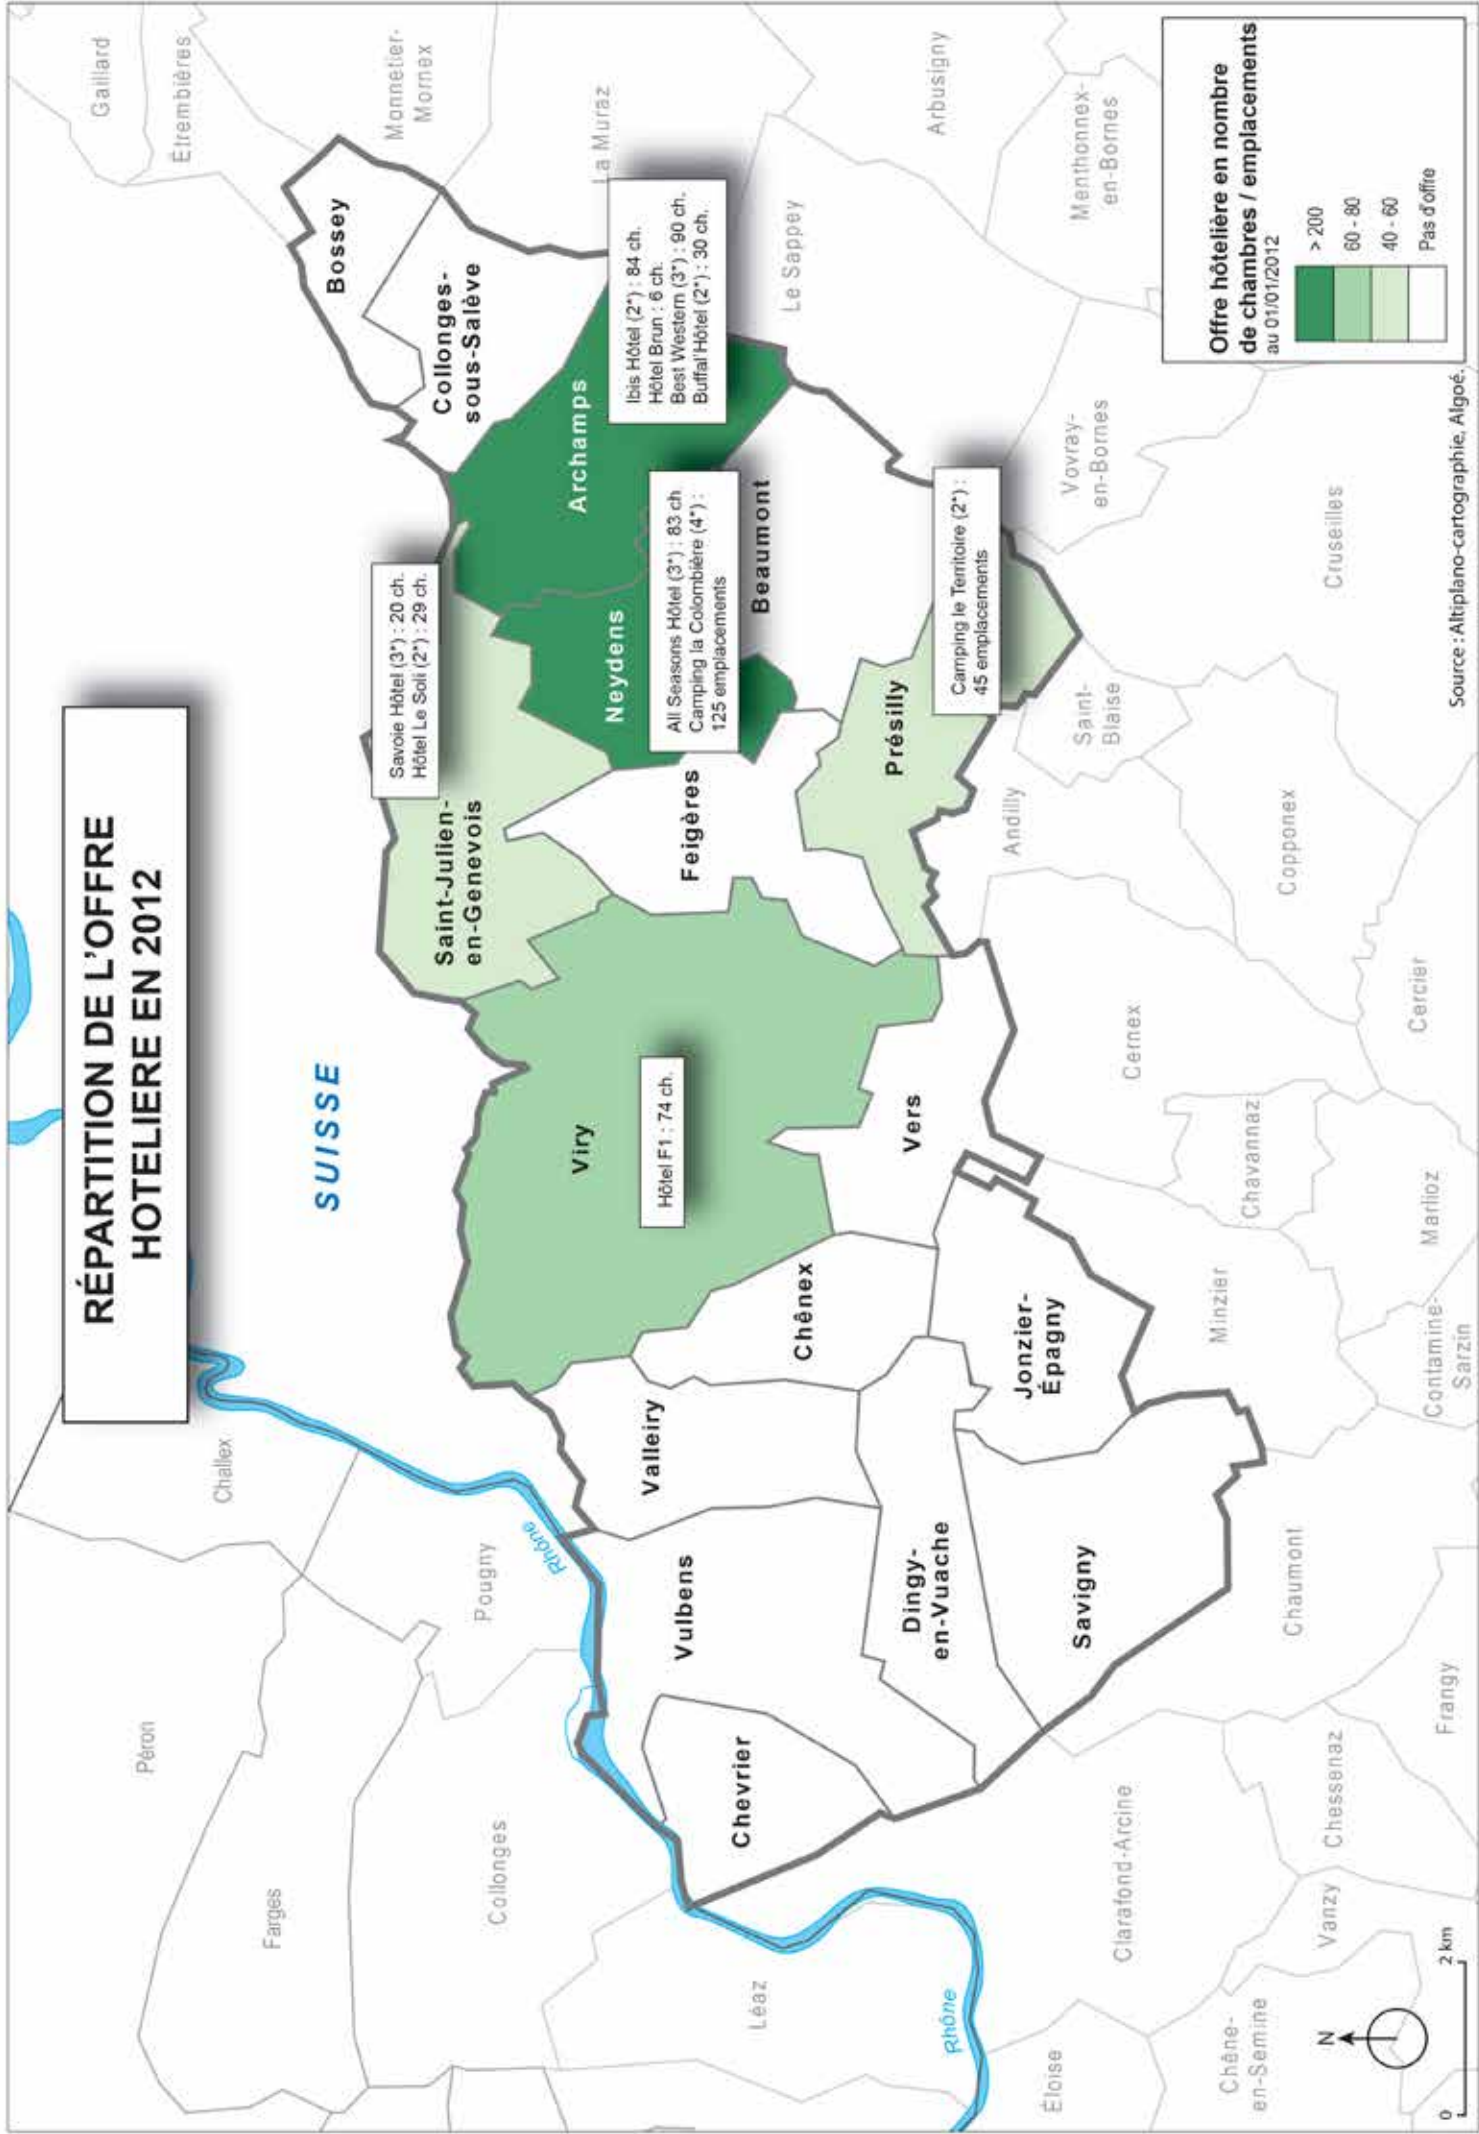 RÉPARTITION DE L'OFFRE
HOTELIERE EN 2012
SUISSE
Péron
Farges
Challex
Collonges
Pougny
Rhône
Léaz
Rhône
Éloise
Chêne-
en-Semine
Vanzy
Clarafond-Arcine
Chessenaz
Frangy
Chaumont
Contamine-
Sarzin
Minzier
Marlioz
Chavannaz
Cernex
Cercier
Copponex
Andilly
Saint-
Blaise
Cruseilles
Vovray-
en-Bornes
Le Sappey
Menthonnex-
en-Bornes
Arbusigny
La Muraz
Monnetier-
Mornex
Etrembières
Gaillard
Chevrier
Vulbens
Dingy-
en-Vuache
Savigny
Valleiry
Chênex
Jonzier-
Épagny
Viry
Hôtel F1 : 74 ch.
Vers
Saint-Julien-
en-Genevois
Savoie Hôtel (3*) : 20 ch.
Hôtel Le Soli (2*) : 29 ch.
Feigères
Présilly
Camping le Territoire (2*) :
45 emplacements
Neydens
All Seasons Hôtel (3*) : 83 ch
Camping la Colombière (4*) :
125 emplacements
Beaumont
Archamps
Ibis Hôtel (2*) : 84 ch.
Hôtel Brun : 6 ch.
Best Western (3*) : 90 ch.
Buffal'Hôtel (2*) : 30 ch.
Collonges-
sous-Salève
Bossey
Offre hôtelière en nombre
de chambres / emplacements
au 01/01/2012
> 200
60 - 80
40 - 60
Pas d'offre
N
0
2 km
Source : Altiplano-cartographie, Algoé.